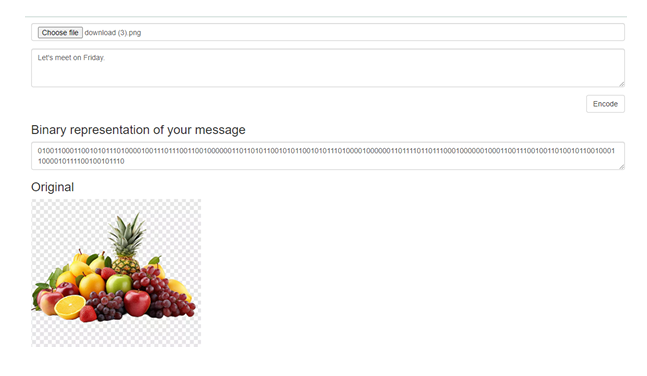 Choose file download (3).png
Let's meet on Friday.
Encode
Binary representation of your message
01001100011001010111010000100111011100110010000001101101011001010110010101110100001000000110111101101110001000000100011001110010011010010110010001
1000010111100100101110
Original